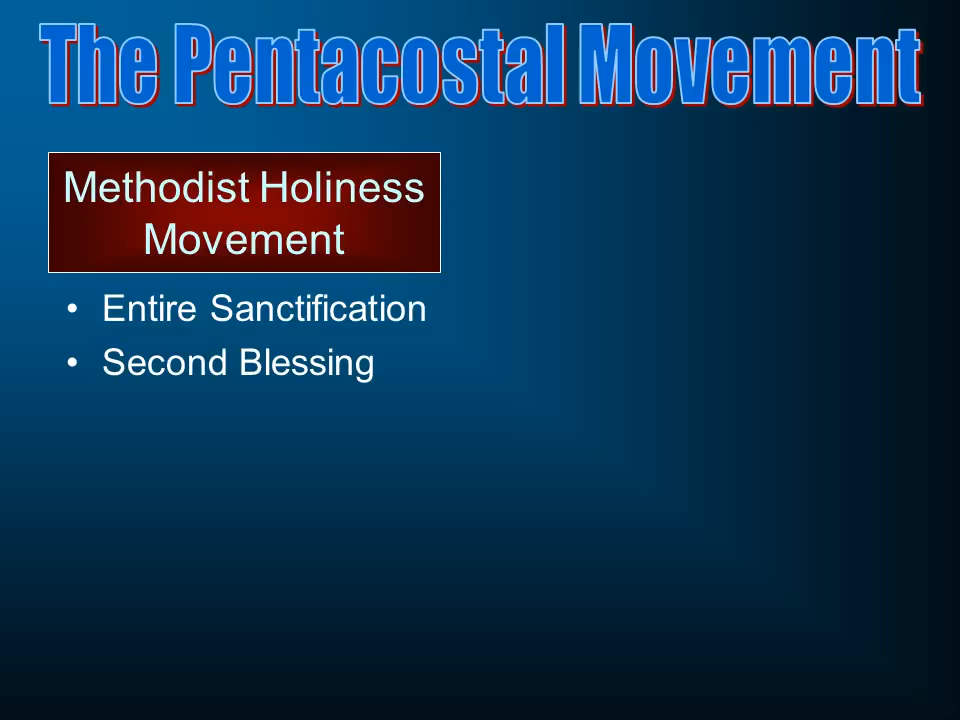 The Pentacostal Movement
Methodist Holiness
Movement
• Entire Sanctification
• Second Blessing